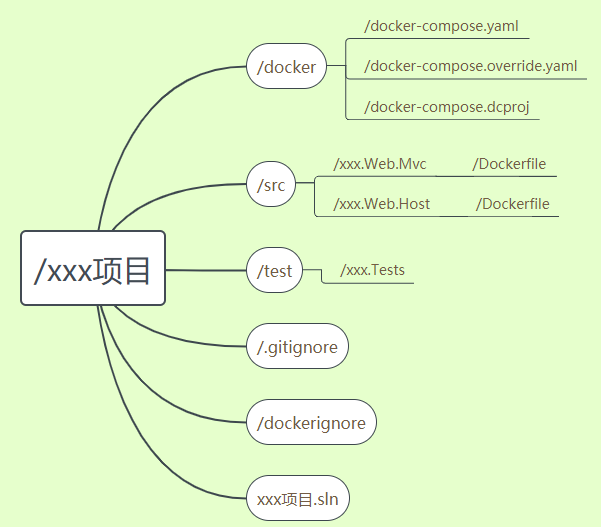 /xxx项目
/docker
/docker-compose.yaml
/docker-compose.override.yaml
/docker-compose.dcproj
/src
/xxx.Web.Mvc
/Dockerfile
/xxx.Web.Host
/Dockerfile
/test
/xxx.Tests
/.gitignore
/dockerignore
xxx项目.sln